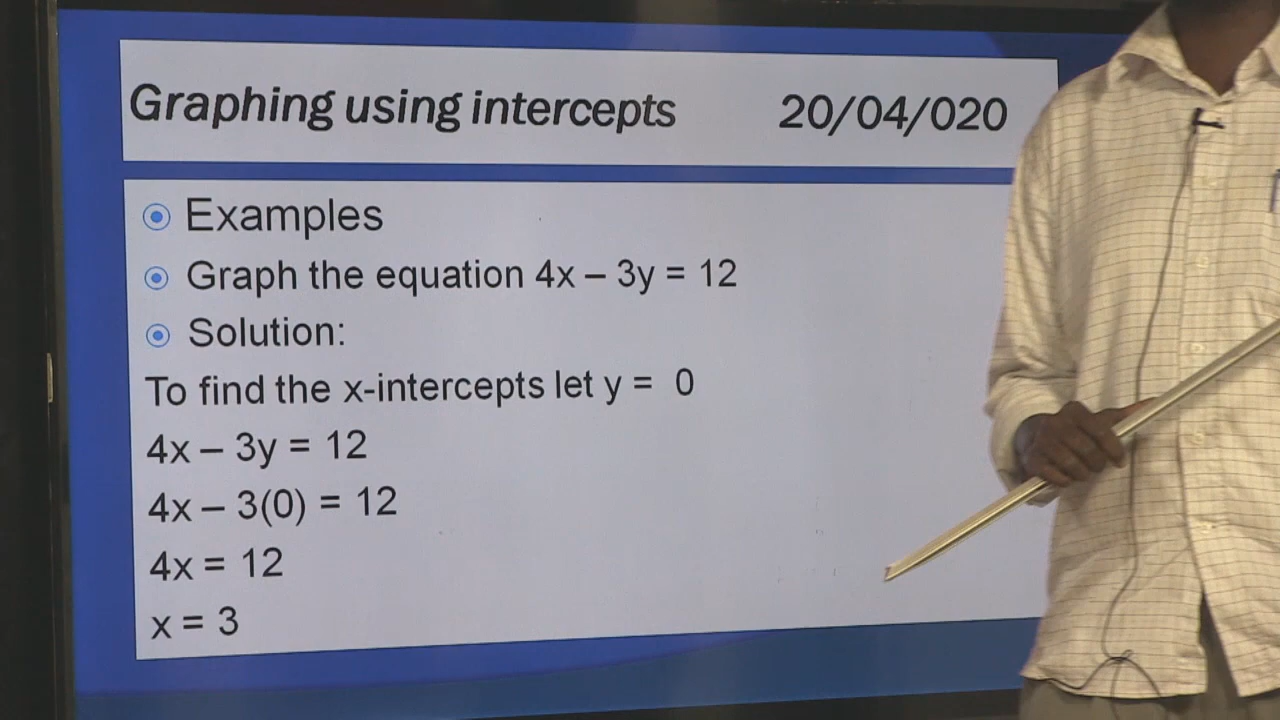 Graphing using intercepts 20/04/020
Examples
Graph the equation 4x – 3y = 12
Solution:
To find the x-intercepts let y = 0
4x – 3y = 12
4x – 3(0) = 12
4x = 12
x = 3